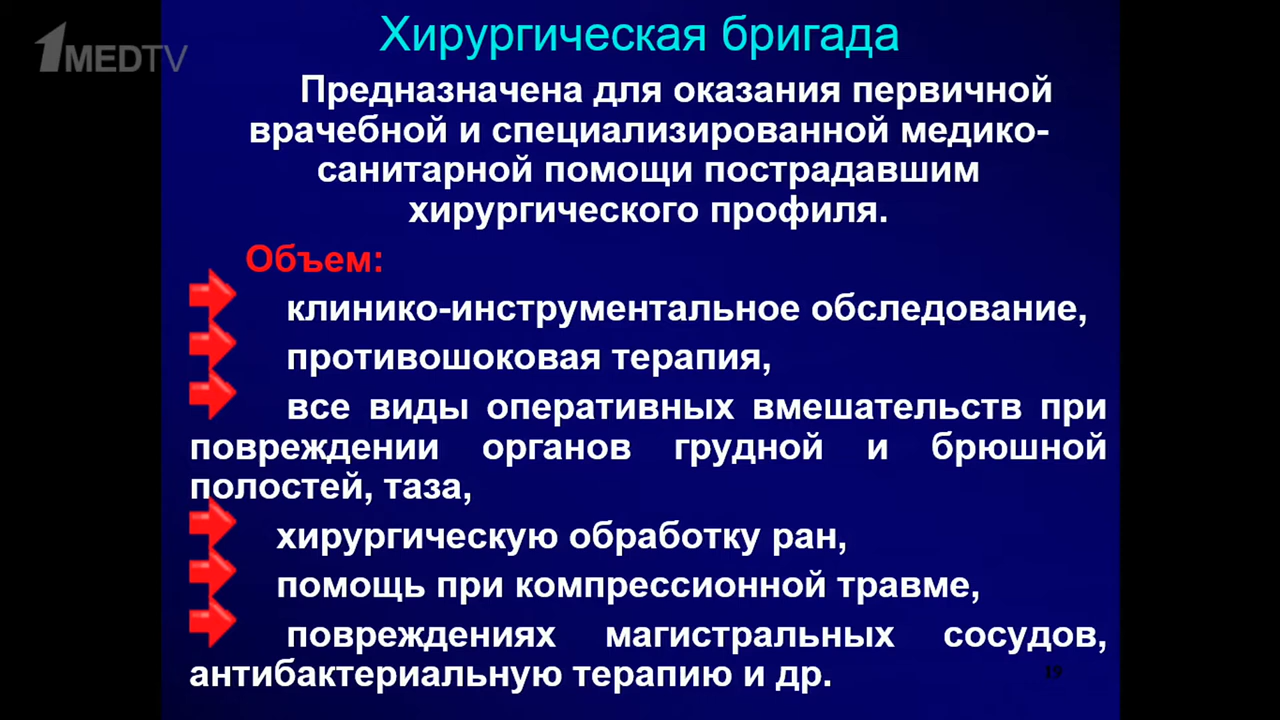 1MEDTV
Хирургическая бригада
Предназначена для оказания первичной
врачебной и специализированной медико-
санитарной помощи пострадавшим
хирургического профиля.
Объем:
клинико-инструментальное обследование,
противошоковая терапия,
все виды оперативных вмешательств при
повреждении органов грудной и брюшной
полостей, таза,
хирургическую обработку ран,
помощь при компрессионной травме,
повреждениях магистральных сосудов,
антибактериальную терапию и др.
19